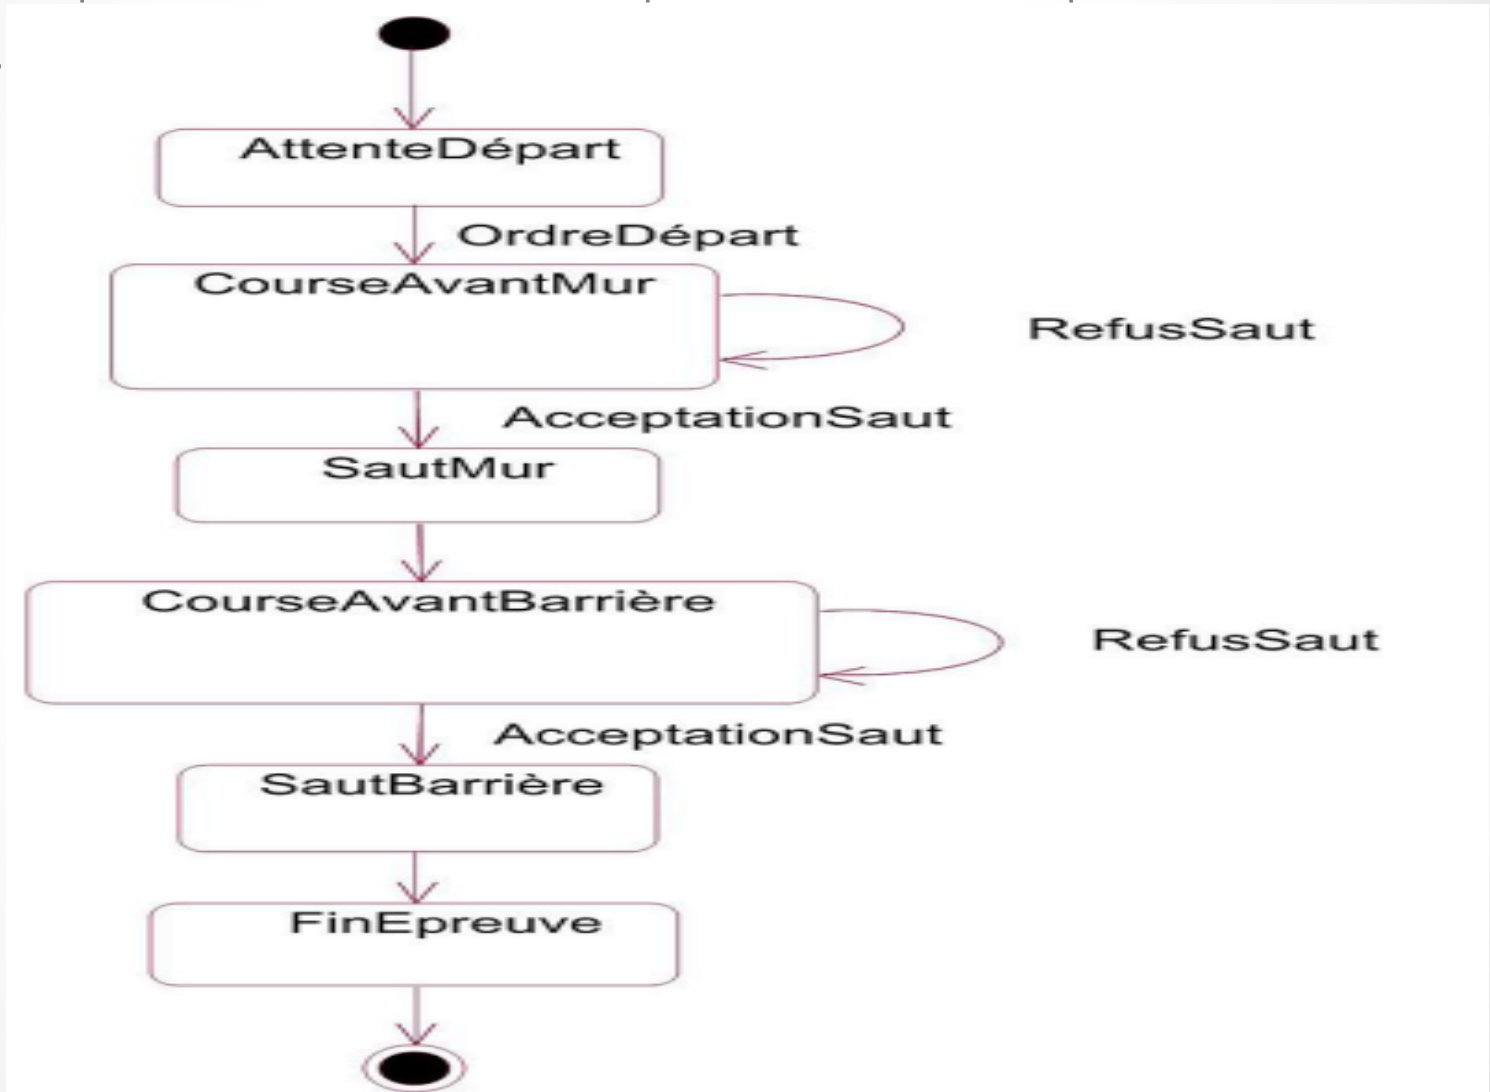 AttenteDépart
OrdreDépart
CourseAvantMur
RefusSaut
AcceptationSaut
SautMur
CourseAvantBarrière
RefusSaut
AcceptationSaut
SautBarrière
FinEpreuve